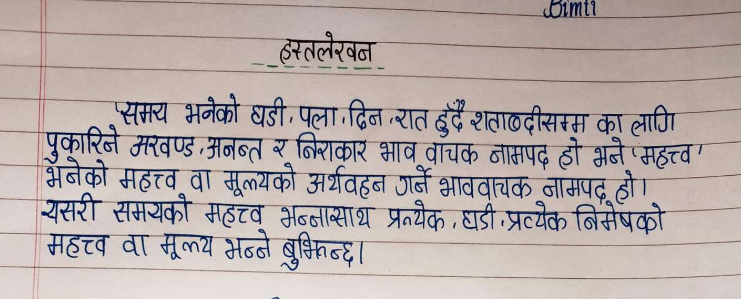 Bimti
हस्तलेखन
"समय भनेको घडी, पला, दिन, रात हुँदै शताब्दीसम्म का लागि
पुकारिने अखण्ड, अनन्त र निराकार भाव वाचक नामपद हो भने 'महत्त्व'
भनेको महत्त्व वा मूल्यको अर्थवहन गर्ने भाववाचक नामपद हो।
यसरी समयको महत्त्व भन्नासाथ प्रत्येक, घडी, प्रत्येक निमेषको
महत्त्व वा मूल्य भन्ने बुझिन्छ।